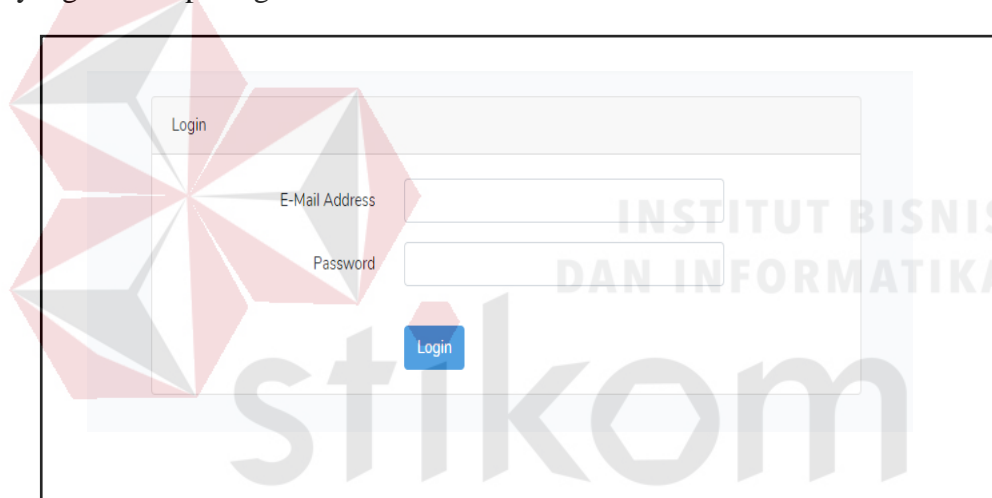 Login
E-Mail Address
INSTITUT BISNIS
Password
DAN INFORMATIKA
Login
stikom